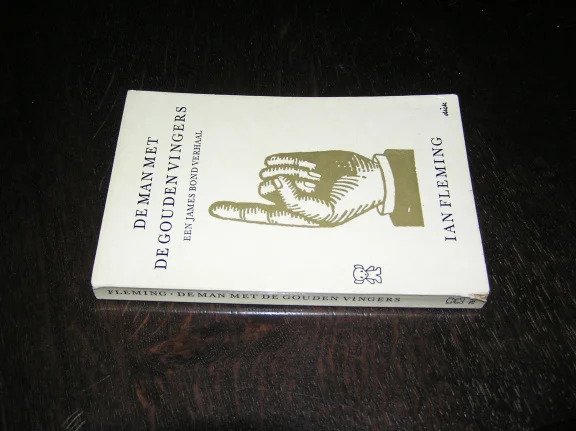 DE MAN MET
DE GOUDEN VINGERS
EEN JAMES BOND VERHAAL
IAN FLEMING
FLEMING · DE MAN MET DE GOUDEN VINGERS